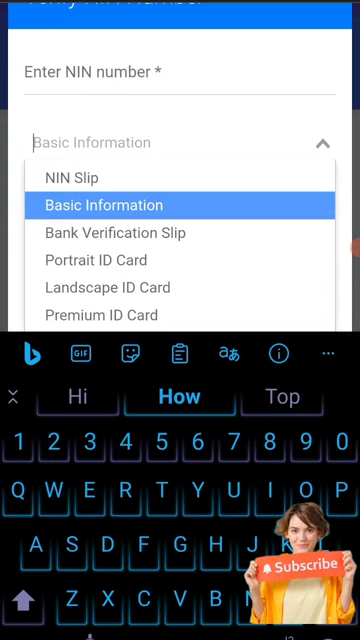 Enter NIN number *
Basic Information
NIN Slip
Basic Information
Bank Verification Slip
Portrait ID Card
Landscape ID Card
Premium ID Card
GIF
Hi How Top
1 2 3 4 5 6 7 8 9 0
Q W E R T Y U I O P
A S D F G H J K
Subscribe
Z X C V B N